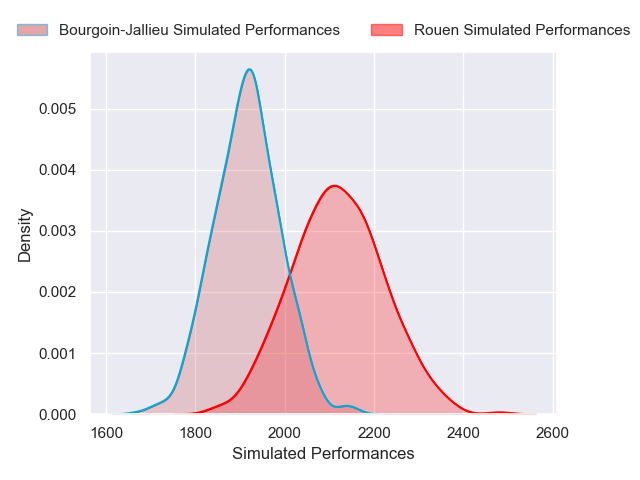 Bourgoin-Jallieu Simulated Performances Rouen Simulated Performances
0.005
0.004
0.003
0.002
0.001
0.000
Density
1600 1800 2000 2200 2400 2600
Simulated Performances